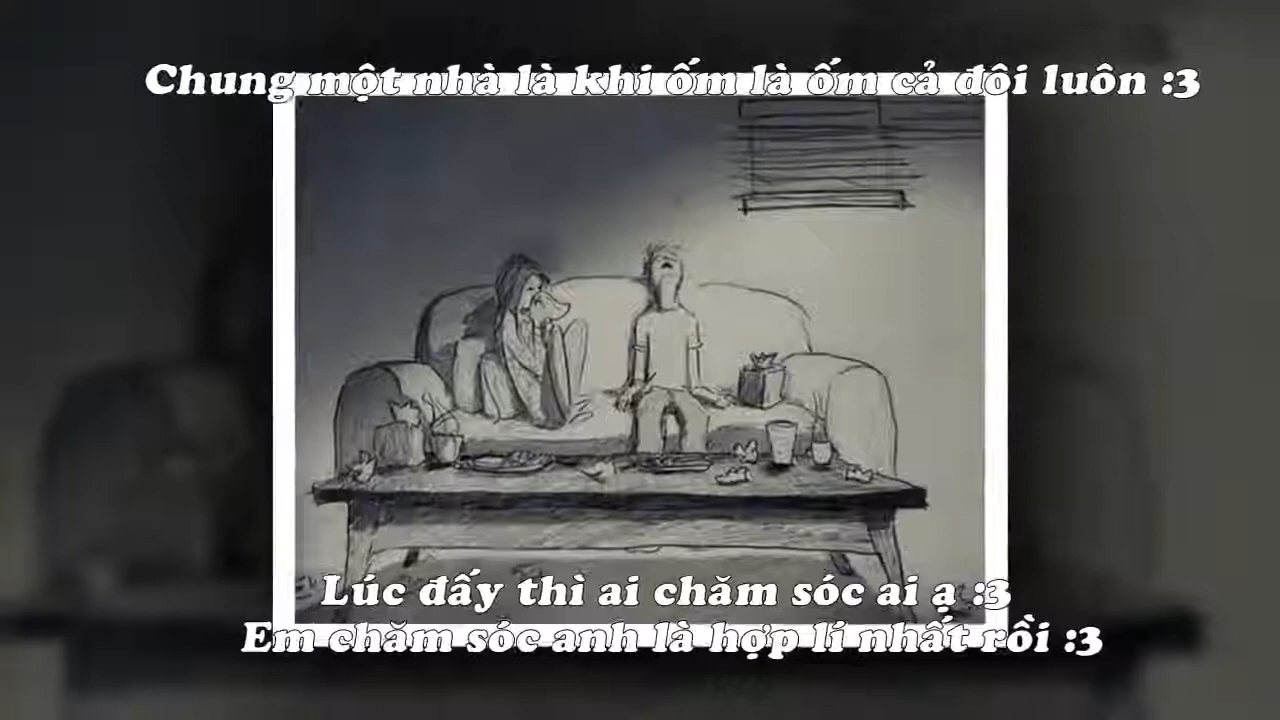 Chung một nhà là khi ốm là ốm cả đôi luôn :3
Lúc đấy thì ai chăm sóc ai ạ :3
Em chăm sóc anh là hợp lí nhất rồi :3